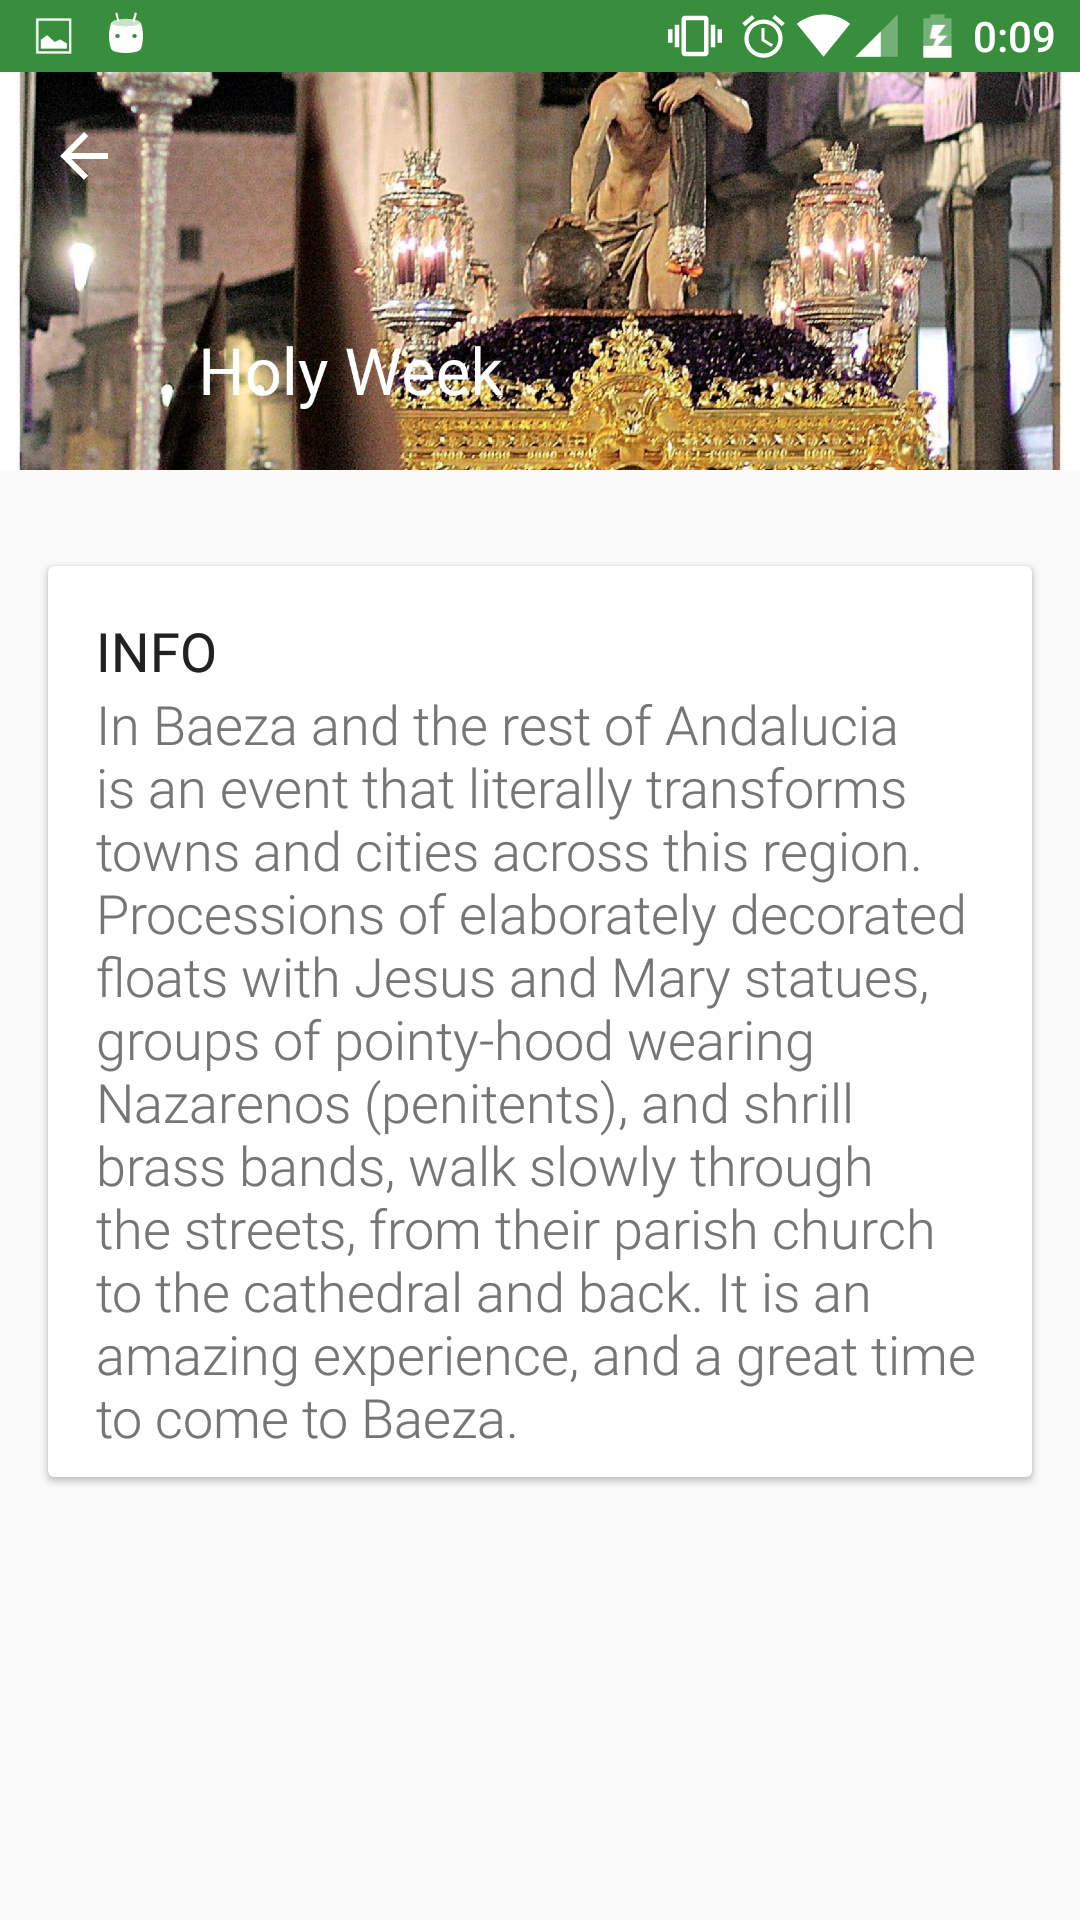 0:09
Holy Week
INFO
In Baeza and the rest of Andalucia
is an event that literally transforms
towns and cities across this region.
Processions of elaborately decorated
floats with Jesus and Mary statues,
groups of pointy-hood wearing
Nazarenos (penitents), and shrill
brass bands, walk slowly through
the streets, from their parish church
to the cathedral and back. It is an
amazing experience, and a great time
to come to Baeza.